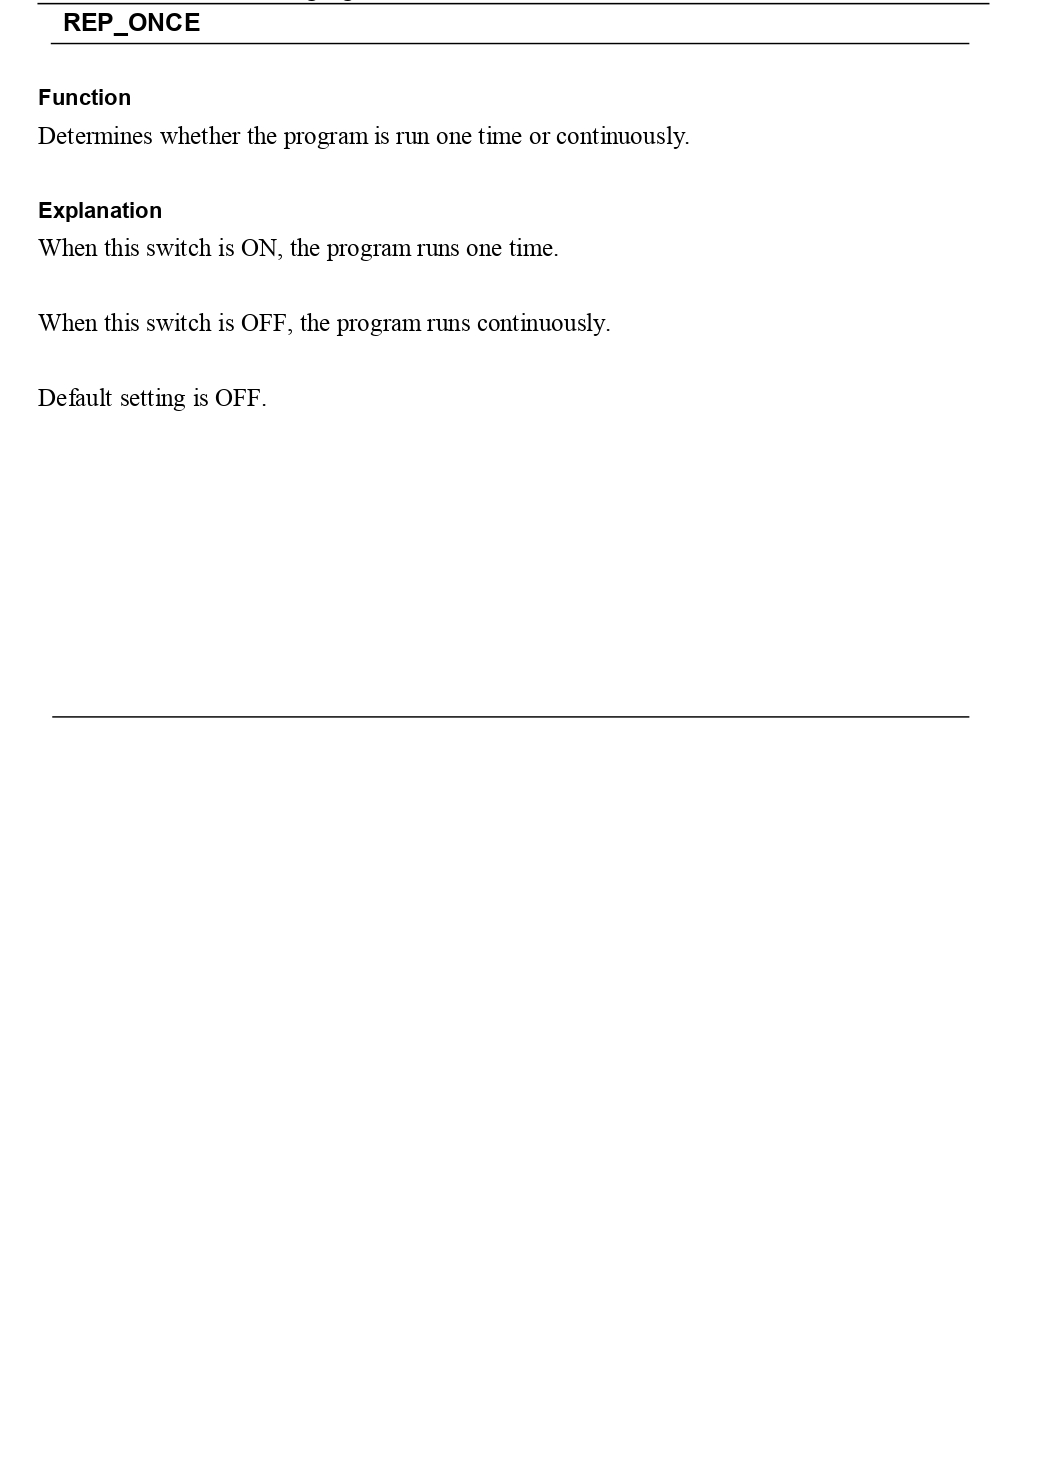 REP_ONCE
Function
Determines whether the program is run one time or continuously.
Explanation
When this switch is ON, the program runs one time.
When this switch is OFF, the program runs continuously.
Default setting is OFF.